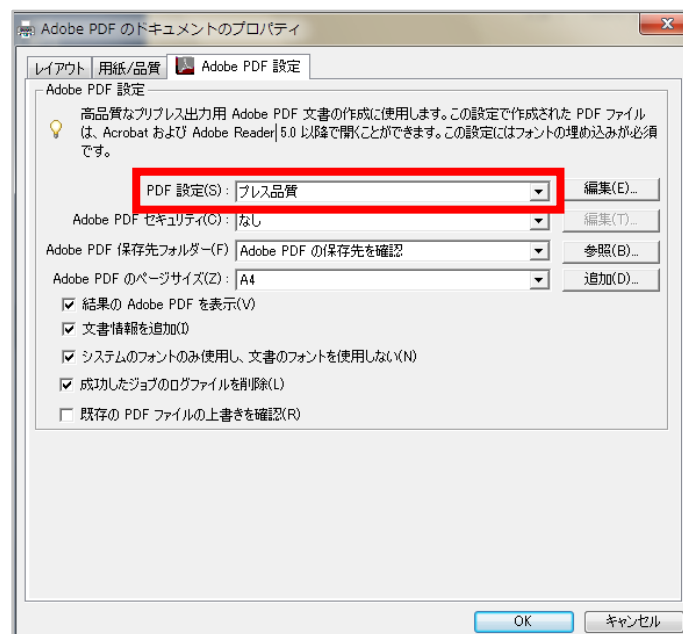 Adobe PDF のドキュメントのプロパティ
レイアウト 用紙/品質 Adobe PDF 設定
Adobe PDF 設定
高品質なプリプレス出力用 Adobe PDF 文書の作成に使用します。この設定で作成された PDF ファイル
は、Acrobat および Adobe Reader 5.0 以降で開くことができます。この設定にはフォントの埋め込みが必須
です。
PDF 設定(S): プレス品質 編集(E)...
Adobe PDF セキュリティ(C): なし 編集(T)...
Adobe PDF 保存先フォルダー(F) Adobe PDF の保存先を確認 参照(B)...
Adobe PDF のページサイズ(Z): A4 追加(D)...
結果の Adobe PDF を表示(V)
文書情報を追加(I)
システムのフォントのみ使用し、文書のフォントを使用しない(N)
成功したジョブのログファイルを削除(L)
既存の PDF ファイルの上書きを確認(R)
OK キャンセル